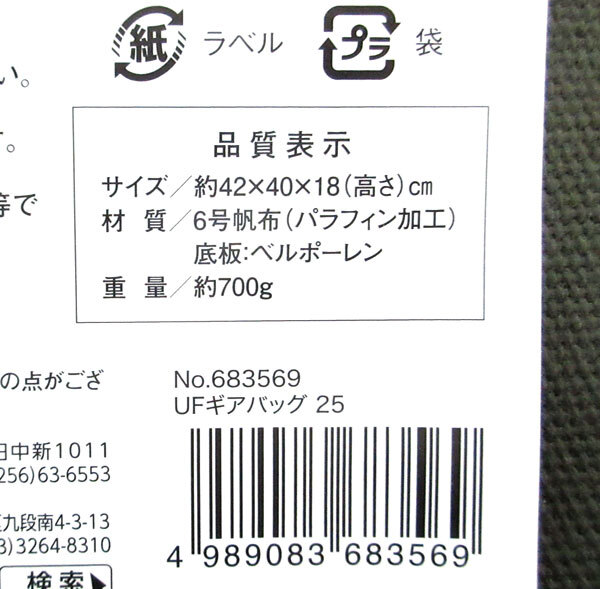 紙 ラベル プラ 袋
い。
す。
等で
品質表示
サイズ／約42×40×18(高さ)cm
材 質／6号帆布(パラフィン加工)
底板:ベルポーレン
重 量／約700g
の点がござ
No.683569
UFギアバッグ 25
日中新1011
256)63-6553
九段南4-3-13
3)3264-8310
検索
4 989083 683569